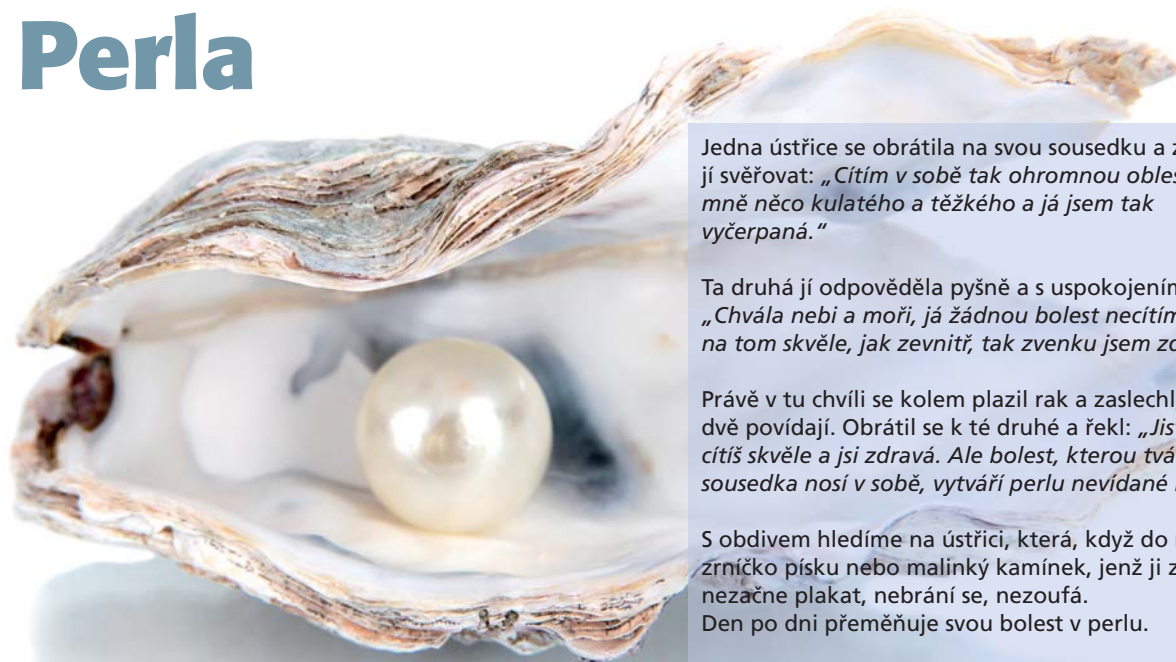 Perla
Jedna ústřice se obrátila na svou sousedku a
jí svěřovat: „Cítím v sobě tak ohromnou
mně něco kulatého a těžkého a já jsem tak
vyčerpaná.“
Ta druhá jí odpověděla pyšně a s uspokojením
„Chvála nebi a moři, já žádnou bolest necítím
na tom skvěle, jak zevnitř, tak zvenku jsem
Právě v tu chvíli se kolem plazil rak a zaslechl
dvě povídají. Obrátil se k té druhé a řekl:
cítíš skvěle a jsi zdravá. Ale bolest, kterou
sousedka nosí v sobě, vytváří perlu nevídané
S obdivem hledíme na ústřici, která, když do
zrníčko písku nebo malinký kamínek, jenž ji
nezačne plakat, nebrání se, nezoufá.
Den po dni přeměňuje svou bolest v perlu.